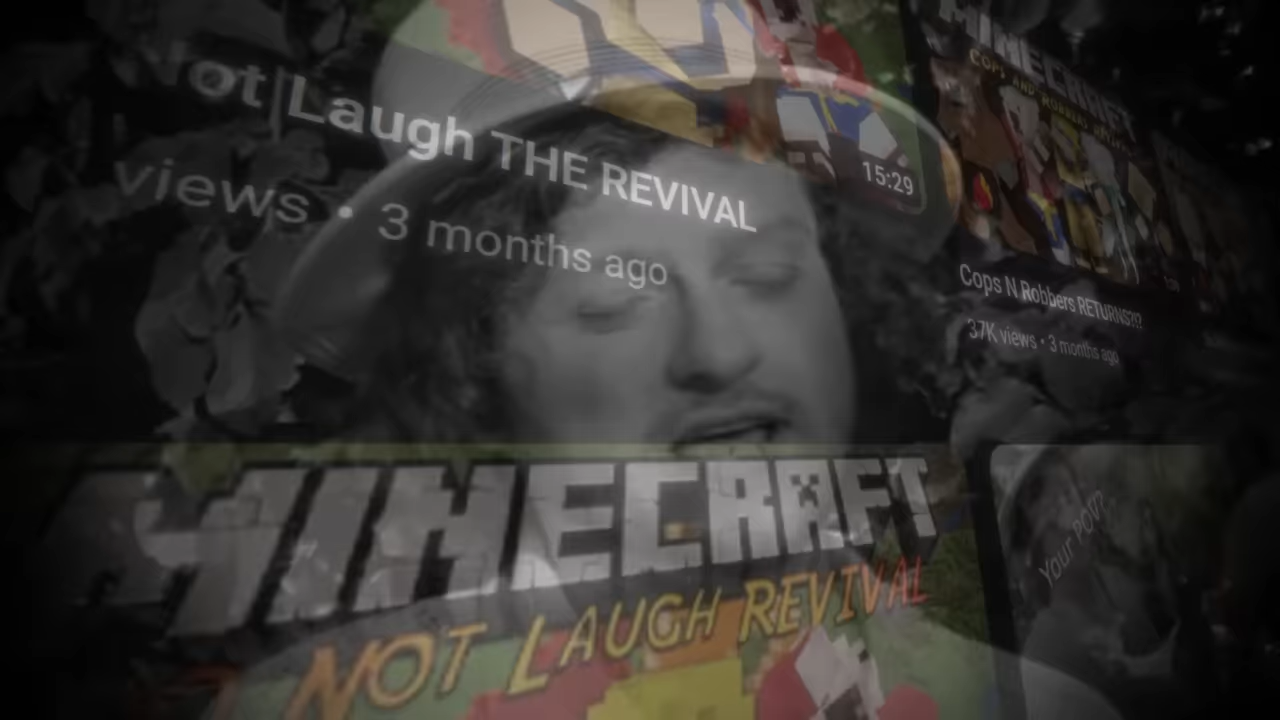 MINECRAFT
COPS AND ROBBERS
ot Laugh THE REVIVAL
15:29
views • 3 months ago
Cops N Robbers RETURNS?!?
37K views • 3 months ago
MINECRAFT
NOT LAUGH REVIVAL
Your POV?